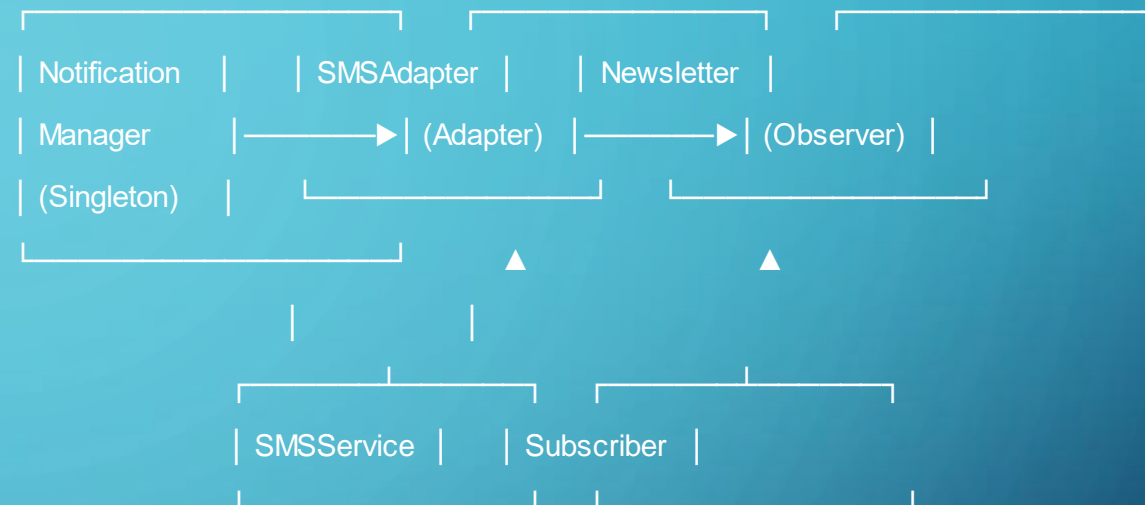 ┌──────────────────┐ ┌──────────────┐ ┌──────────────
│ Notification │ │ SMSAdapter │ │ Newsletter │
│ Manager │──────▶│ (Adapter) │──────▶│ (Observer) │
│ (Singleton) │ └──────────────┘ └───────────────┘
└──────────────────┘ ▲ ▲
│ │
┌───────┴──────┐ ┌───────┴──────┐
│ SMSService │ │ Subscriber │
└──────────────┘ └───────────────┘